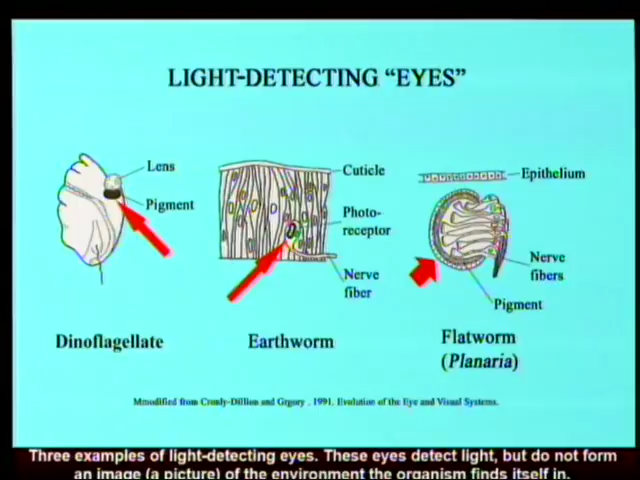 LIGHT-DETECTING “EYES”
Lens
Pigment
Cuticle
Photo-
receptor
Nerve
fiber
Epithelium
Nerve
fibers
Pigment
Dinoflagellate
Earthworm
Flatworm
(Planaria)
Mmodified from Cronly-Dillion and Grgory , 1991, Evolution of the Eye and Visual Systems.
Three examples of light-detecting eyes. These eyes detect light, but do not form
an image (a picture) of the environment the organism finds itself in.